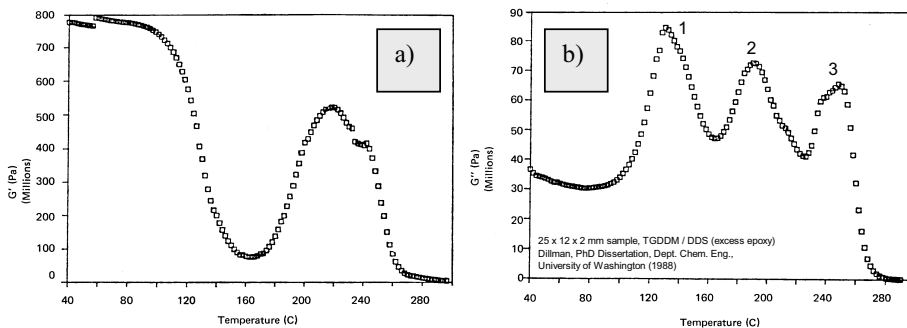 800
700
600
500
400
300
200
100
0
G′ (Pa)
(Millions)
a)
40 80 120 160 200 240 280
Temperature (C)
90
80
70
60
50
40
30
20
10
0
G″ (Pa)
(Millions)
b)
1
2
3
25 x 12 x 2 mm sample, TGDDM / DDS (excess epoxy)
Dillman, PhD Dissertation, Dept. Chem. Eng.,
University of Washington (1988)
40 80 120 160 200 240 280
Temperature (C)